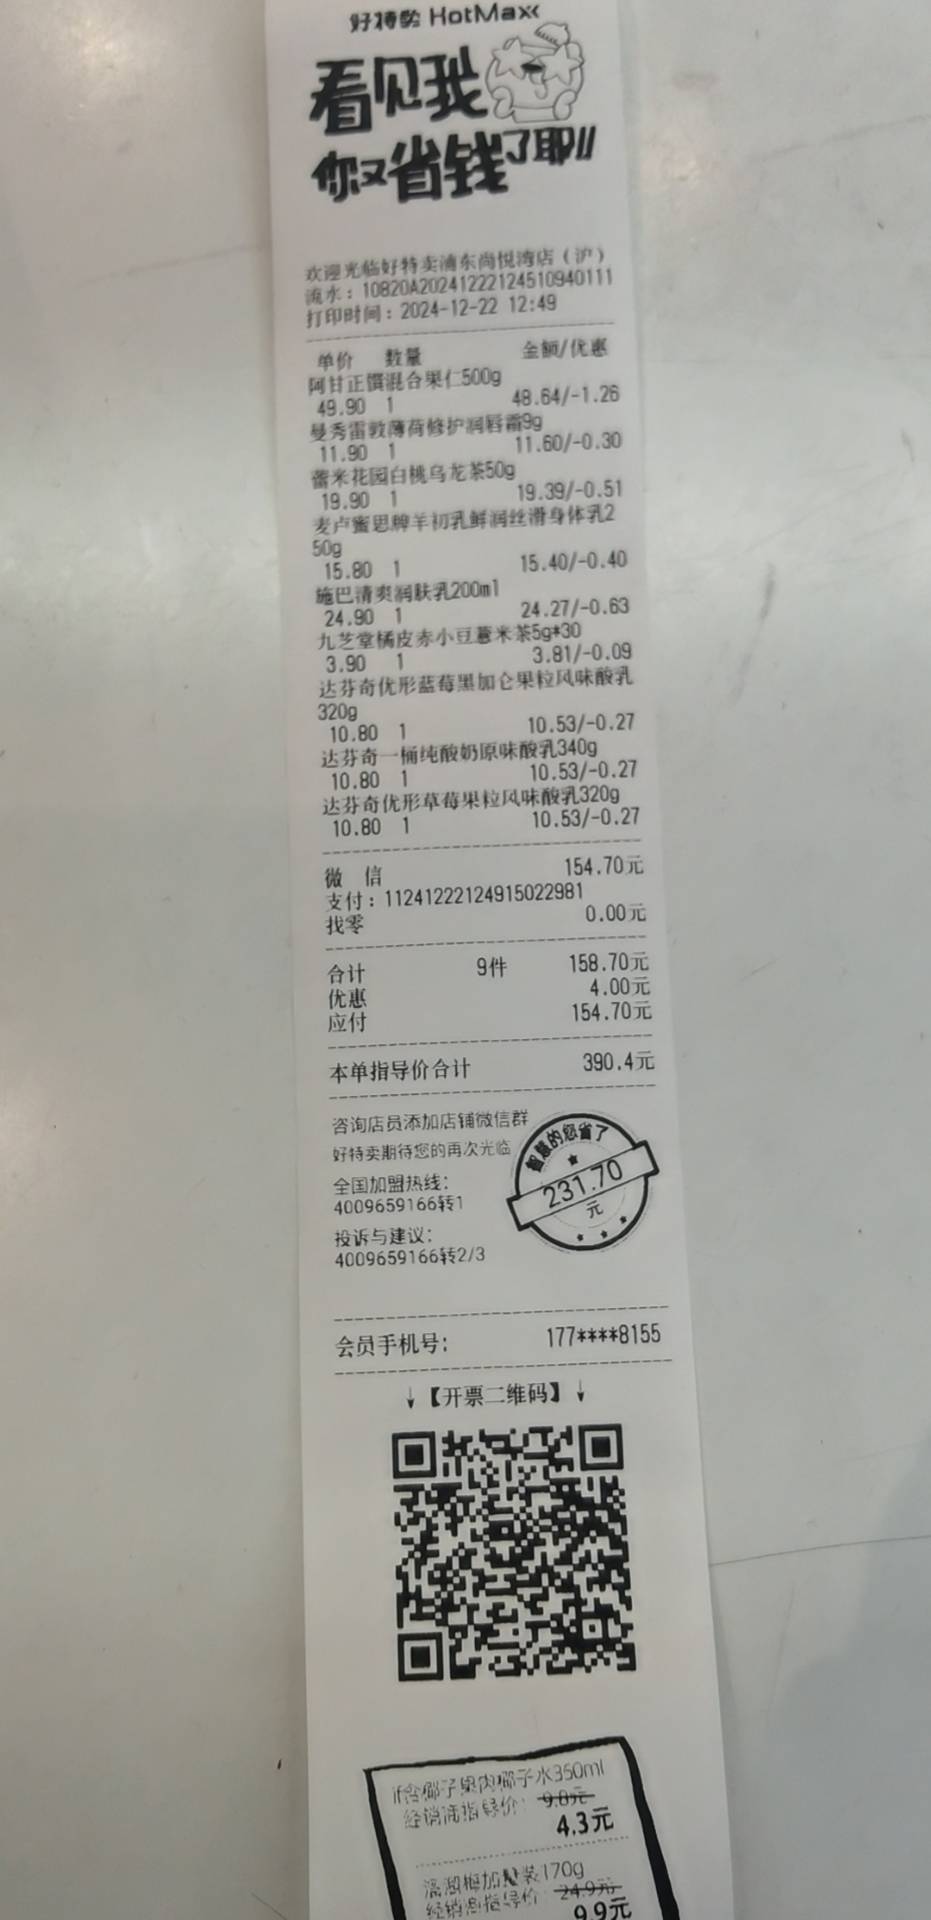 好特卖 HotMaxx
看见我
你又省钱了耶!!
欢迎光临好特卖浦东尚悦湾店（沪）
流水：10820A20241222124510940111
打印时间：2024-12-22 12:49
单价 数量 金额/优惠
阿甘正馔混合果仁500g
49.90 1 48.64/-1.26
曼秀雷敦薄荷修护润唇霜9g
11.90 1 11.60/-0.30
蕾米花园白桃乌龙茶50g
19.90 1 19.39/-0.51
麦卢蜜思牌羊初乳鲜润丝滑身体乳2
50g
15.80 1 15.40/-0.40
施巴清爽润肤乳200ml
24.90 1 24.27/-0.63
九芝堂橘皮赤小豆薏米茶5g*30
3.90 1 3.81/-0.09
达芬奇优形蓝莓黑加仑果粒风味酸乳
320g
10.80 1 10.53/-0.27
达芬奇一桶纯酸奶原味酸乳340g
10.80 1 10.53/-0.27
达芬奇优形草莓果粒风味酸乳320g
10.80 1 10.53/-0.27
微 信 154.70元
支付：11241222124915022981
找零 0.00元
合计 9件 158.70元
优惠 4.00元
应付 154.70元
本单指导价合计 390.4元
咨询店员添加店铺微信群
好特卖期待您的再次光临
智慧的您省了
231.70
元
全国加盟热线：
4009659166转1
投诉与建议：
4009659166转2/3
会员手机号： 177****8155
↓【开票二维码】↓
if含椰子果肉椰子水350ml
经销商指导价： 9.8元
4.3元
溜溜梅加量装170g
经销商指导价 24.9元
9.9元